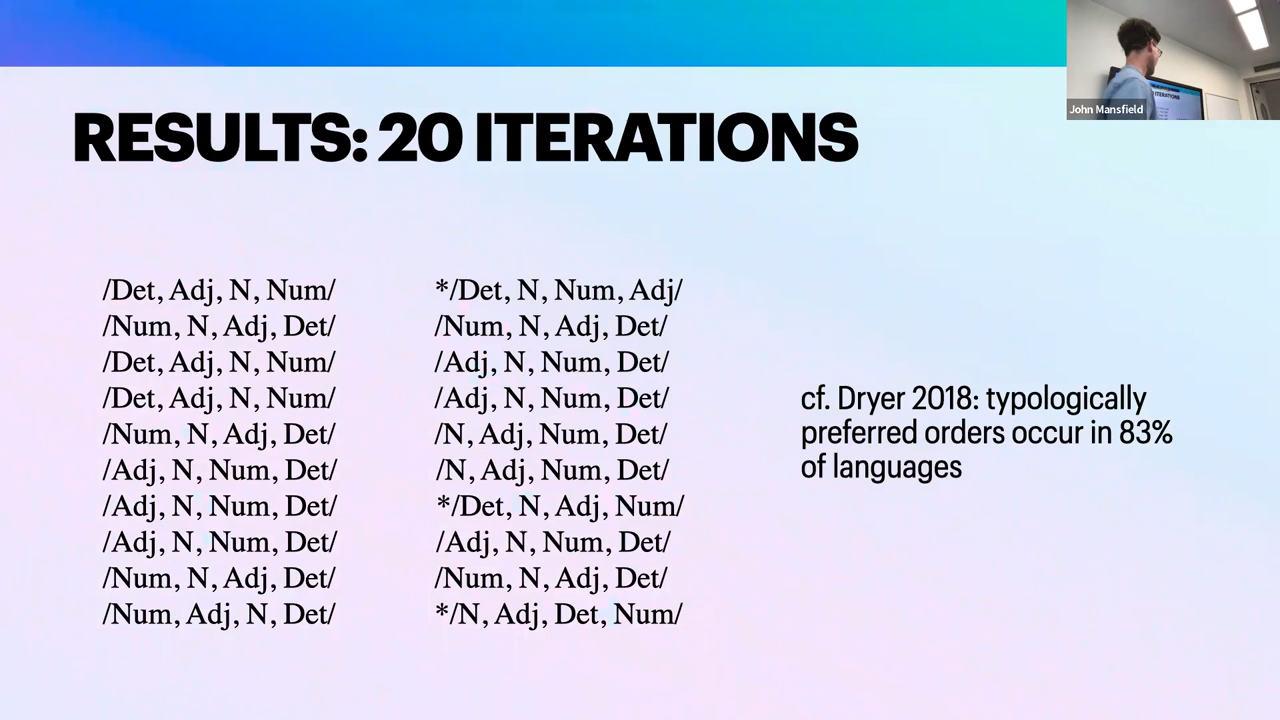 John Mansfield
RESULTS: 20 ITERATIONS
/Det, Adj, N, Num/
/Num, N, Adj, Det/
/Det, Adj, N, Num/
/Det, Adj, N, Num/
/Num, N, Adj, Det/
/Adj, N, Num, Det/
/Adj, N, Num, Det/
/Adj, N, Num, Det/
/Num, N, Adj, Det/
/Num, Adj, N, Det/
*/Det, N, Num, Adj/
/Num, N, Adj, Det/
/Adj, N, Num, Det/
/Adj, N, Num, Det/
/N, Adj, Num, Det/
/N, Adj, Num, Det/
*/Det, N, Adj, Num/
/Adj, N, Num, Det/
/Num, N, Adj, Det/
*/N, Adj, Det, Num/
cf. Dryer 2018: typologically
preferred orders occur in 83%
of languages